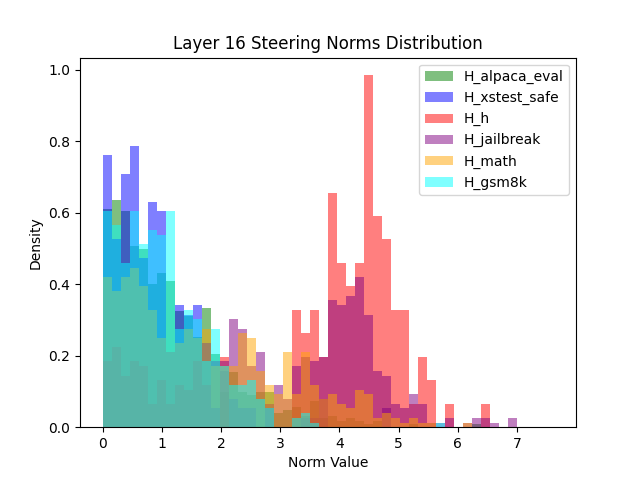 Layer 16 Steering Norms Distribution
1.0
0.8
0.6
0.4
0.2
0.0
Density
H_alpaca_eval
H_xstest_safe
H_h
H_jailbreak
H_math
H_gsm8k
0 1 2 3 4 5 6 7
Norm Value